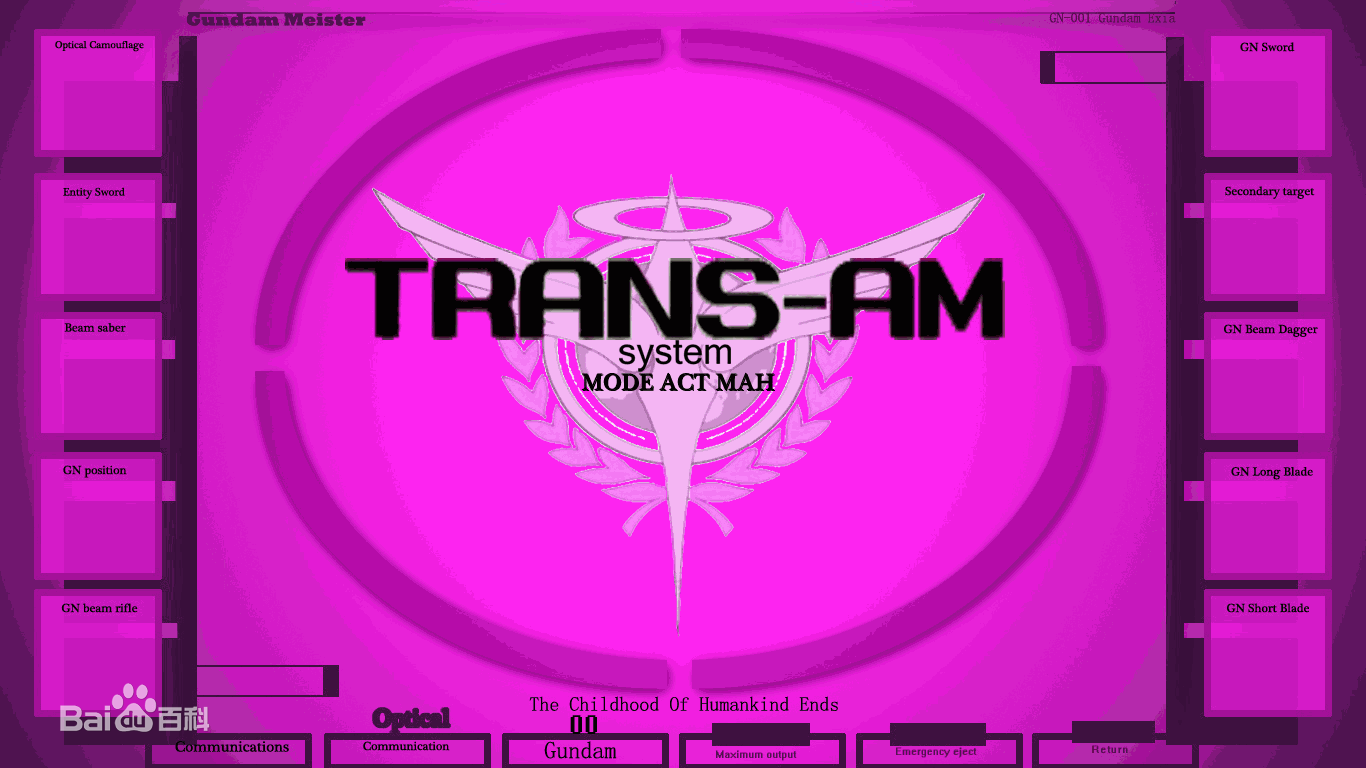 Gundam Meister
GN-001 Gundam Exia
Optical Camouflage
GN Sword
Entity Sword
Secondary target
Beam saber
GN Beam Dagger
TRANS-AM
system
MODE ACT MAH
GN position
GN Long Blade
GN beam rifle
GN Short Blade
Baidu百科
The Childhood Of Humankind Ends
Optical
00
Communications
Communication
Gundam
Maximum output
Emergency eject
Return